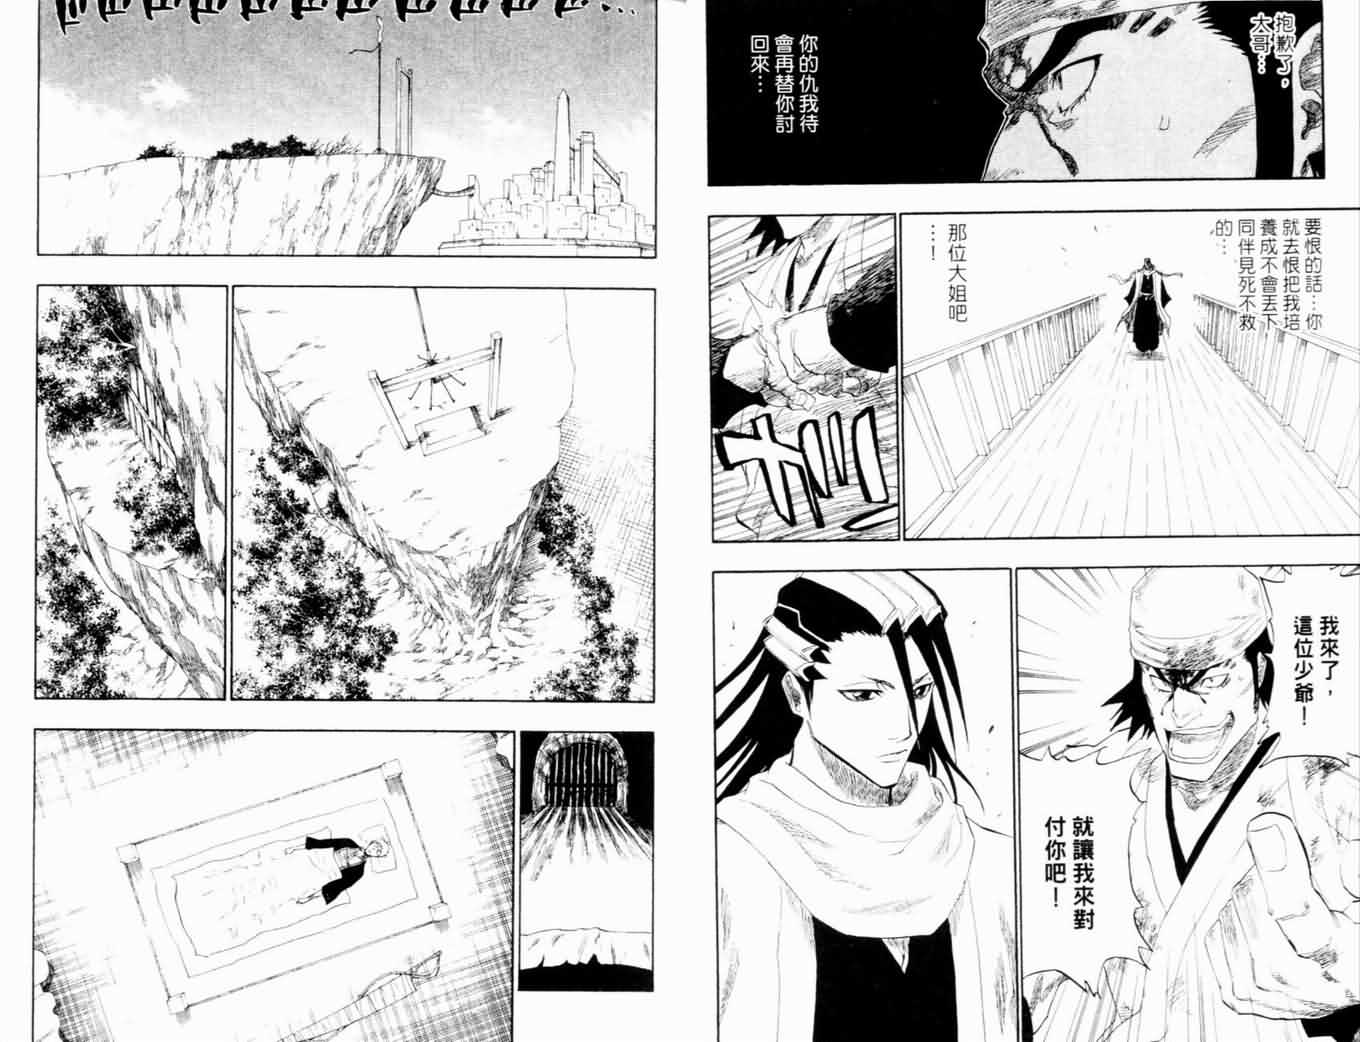 抱歉了，
大哥…
你的仇我待
會再替你討
回來…
要恨的話…你
就去恨把我培
養成不會丟下
同伴見死不救
的…
那位大姐吧
…！
我來了，
這位少爺！
就讓我來對
付你吧！